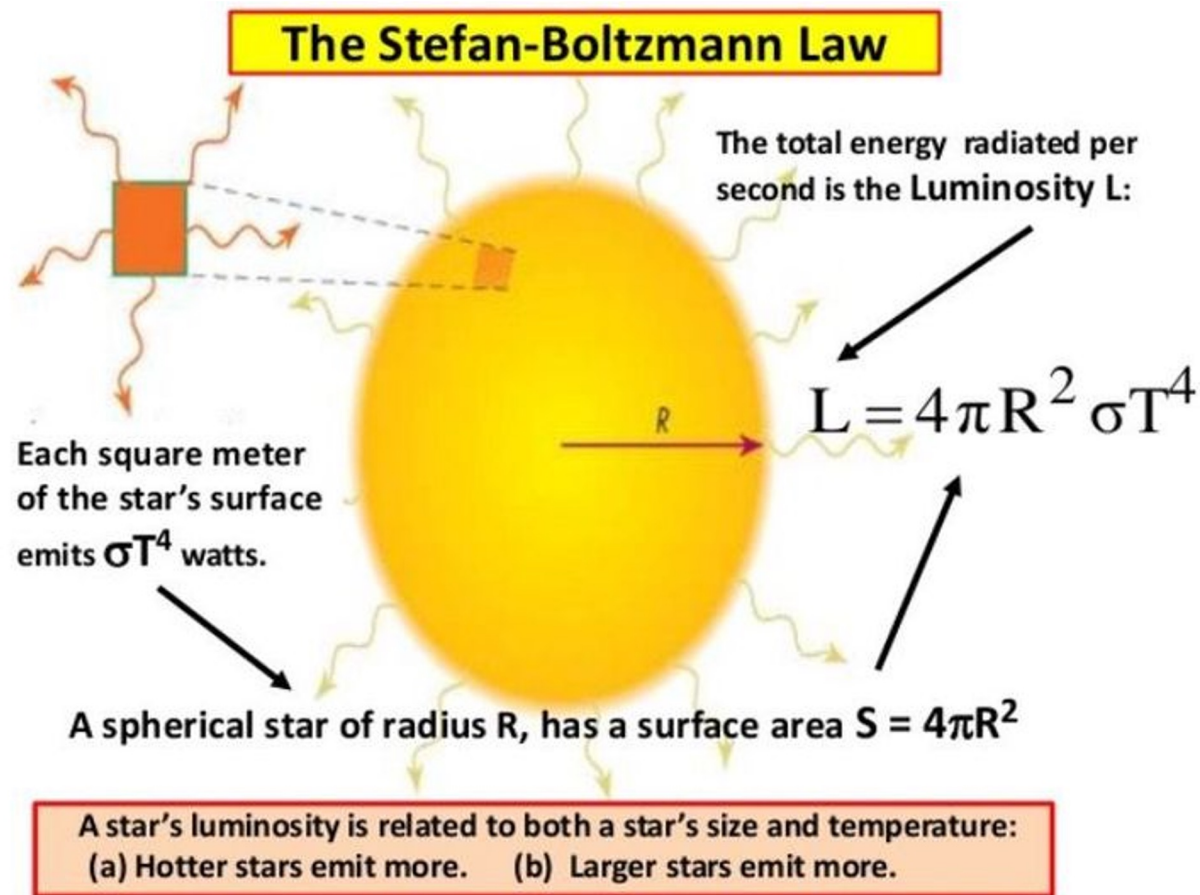 The Stefan-Boltzmann Law
The total energy radiated per
second is the Luminosity L:
L = 4πR² σT⁴
R
Each square meter
of the star's surface
emits σT⁴ watts.
A spherical star of radius R, has a surface area S = 4πR²
A star's luminosity is related to both a star's size and temperature:
(a) Hotter stars emit more. (b) Larger stars emit more.